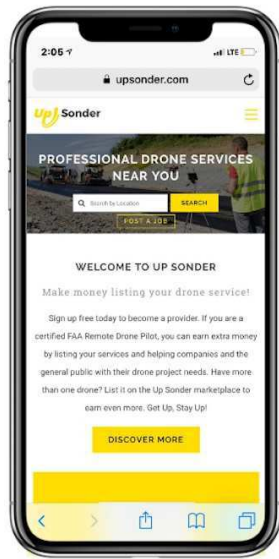 2:05
LTE
upsonder.com
Up Sonder
PROFESSIONAL DRONE SERVICES
NEAR YOU
Search by Location
SEARCH
POST A JOB
WELCOME TO UP SONDER
Make money listing your drone service!
Sign up free today to become a provider. If you are a
certified FAA Remote Drone Pilot, you can earn extra money
by listing your services and helping companies and the
general public with their drone project needs. Have more
than one drone? List it on the Up Sonder marketplace to
earn even more. Get Up, Stay Up!
DISCOVER MORE